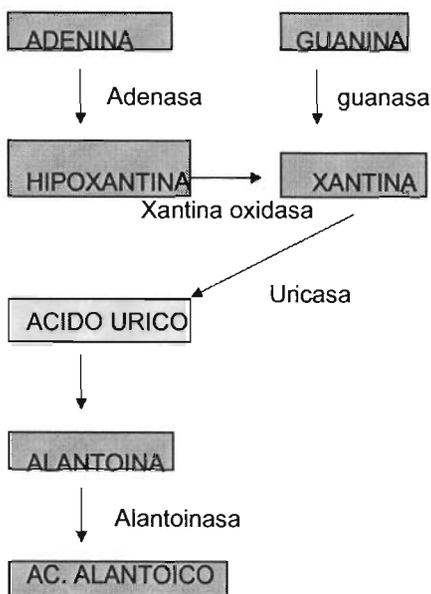 ADENINA
GUANINA
Adenasa
guanasa
HIPOXANTINA
XANTINA
Xantina oxidasa
Uricasa
ACIDO URICO
ALANTOINA
Alantoinasa
AC. ALANTOICO